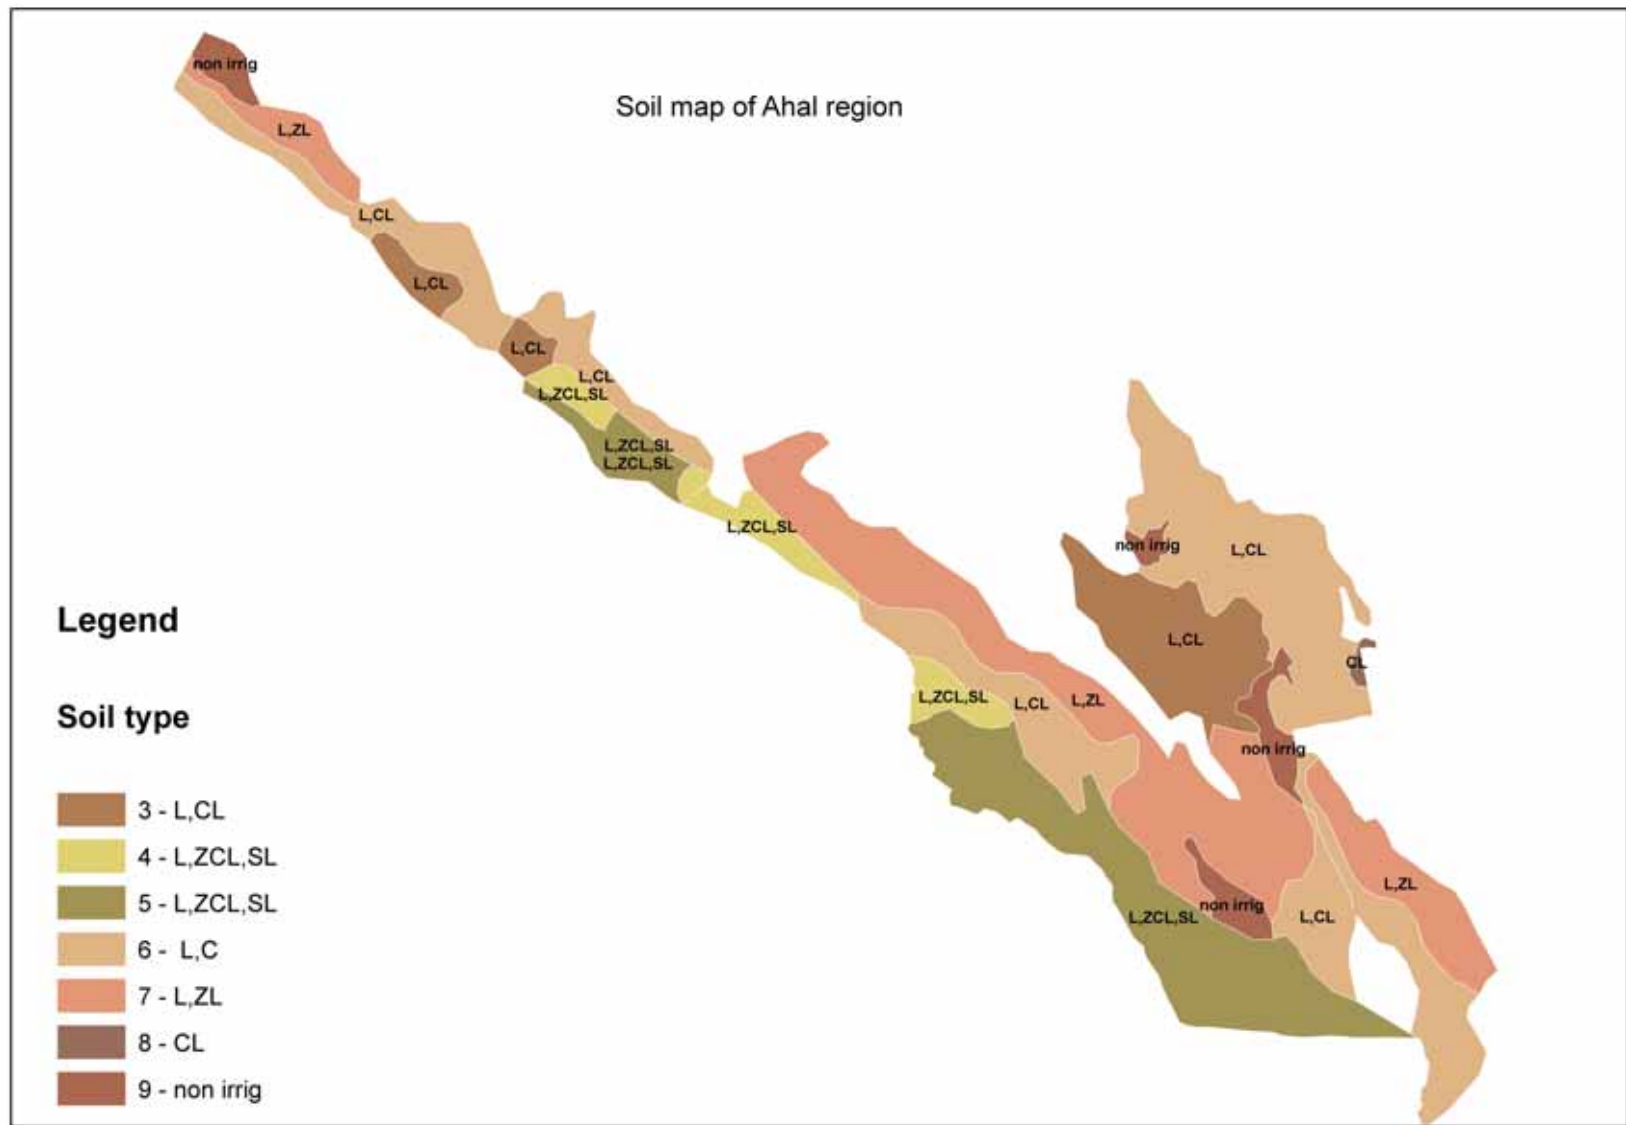 non irrig
Soil map of Ahal region
L,ZL
L,CL
L,CL
L,CL
L,CL
L,ZCL,SL
L,ZCL,SL
L,ZCL,SL
L,ZCL,SL
non irrig
L,CL
L,CL
CL
L,ZCL,SL
L,CL
L,ZL
non irrig
L,ZL
non irrig
L,ZCL,SL
L,CL
Legend
Soil type
3 - L,CL
4 - L,ZCL,SL
5 - L,ZCL,SL
6 - L,C
7 - L,ZL
8 - CL
9 - non irrig